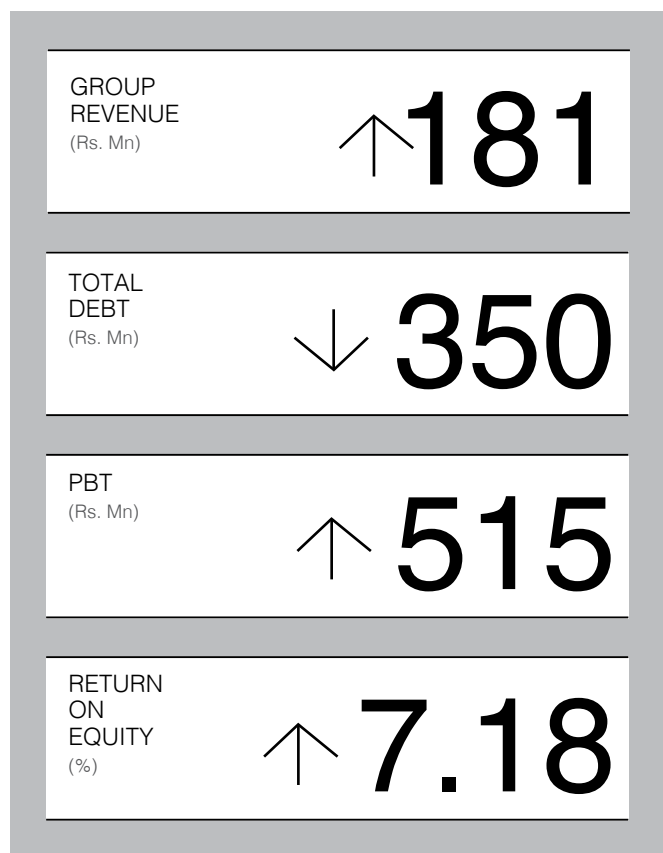 GROUP
REVENUE
(Rs. Mn)
↑181
TOTAL
DEBT
(Rs. Mn)
↓ 350
PBT
(Rs. Mn)
↑ 515
RETURN
ON
EQUITY
(%)
↑ 7.18